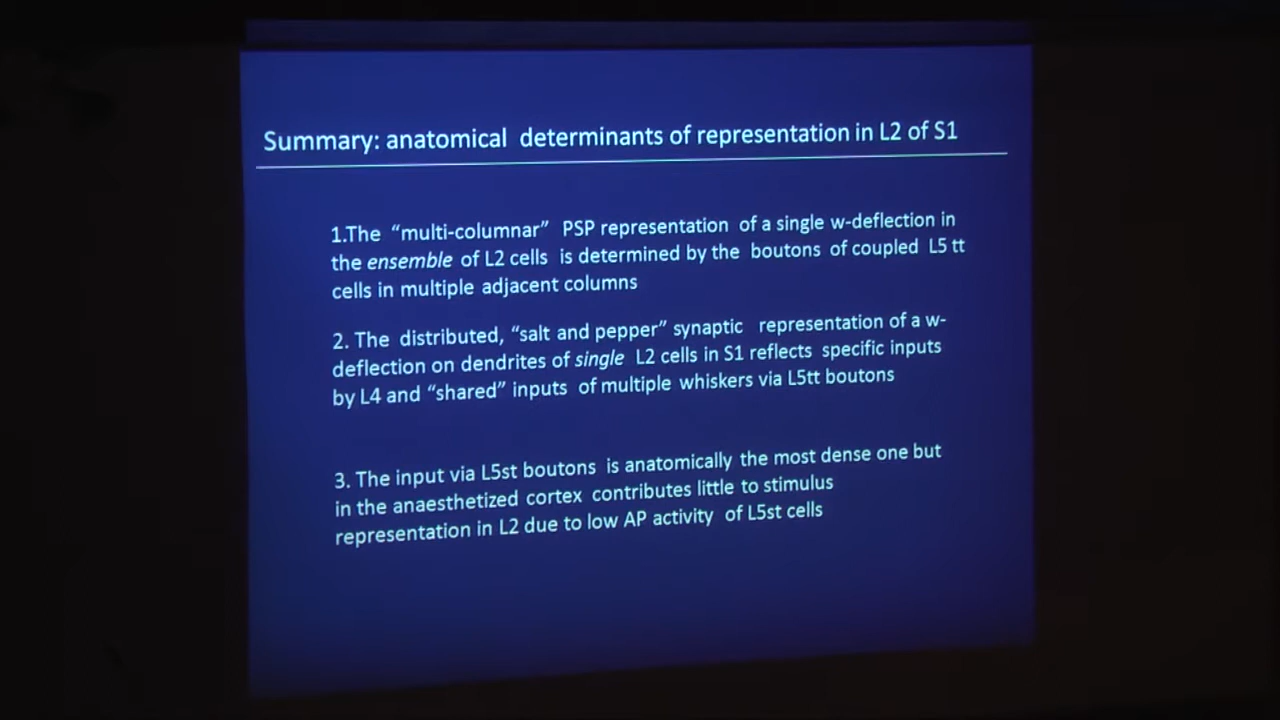 Summary: anatomical determinants of representation in L2 of S1
1.The “multi-columnar” PSP representation of a single w-deflection in
the ensemble of L2 cells is determined by the boutons of coupled L5 tt
cells in multiple adjacent columns
2. The distributed, “salt and pepper” synaptic representation of a w-
deflection on dendrites of single L2 cells in S1 reflects specific inputs
by L4 and “shared” inputs of multiple whiskers via L5tt boutons
3. The input via L5st boutons is anatomically the most dense one but
in the anaesthetized cortex contributes little to stimulus
representation in L2 due to low AP activity of L5st cells